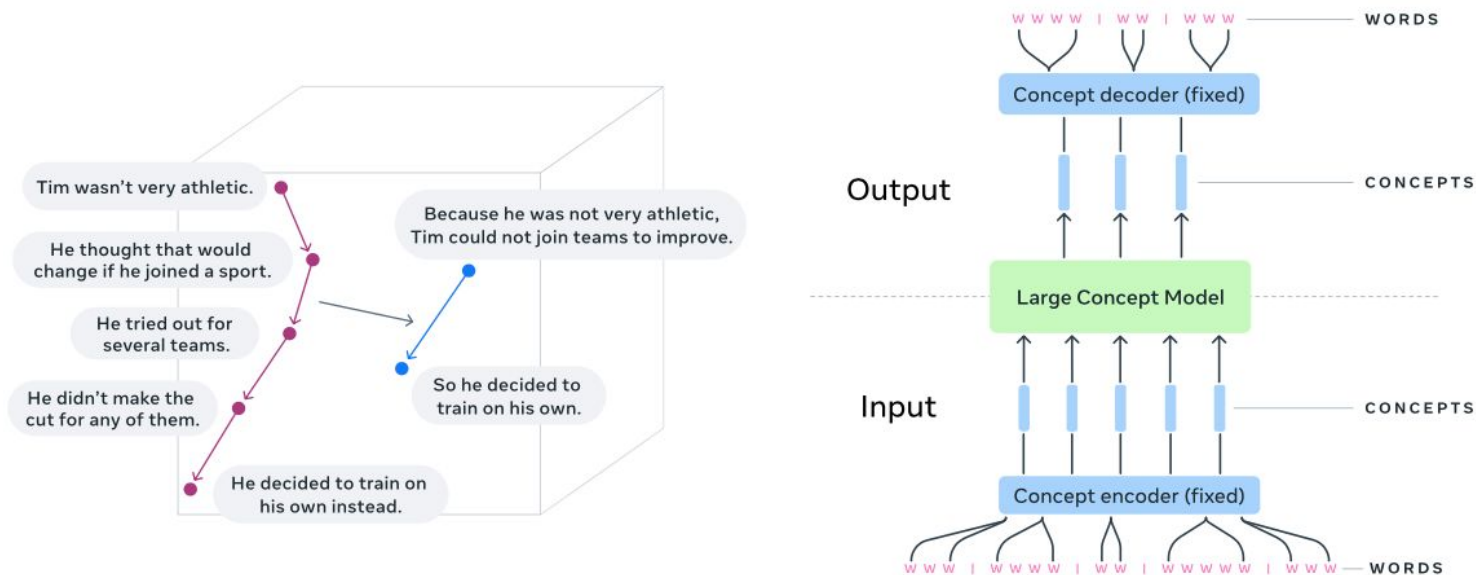 Tim wasn't very athletic.
He thought that would
change if he joined a sport.
He tried out for
several teams.
He didn't make the
cut for any of them.
He decided to train on
his own instead.
Because he was not very athletic,
Tim could not join teams to improve.
So he decided to
train on his own.
W W W W | W W | W W W
WORDS
Concept decoder (fixed)
Output
CONCEPTS
Large Concept Model
Input
CONCEPTS
Concept encoder (fixed)
W W W | W W W W | W W | W W W W W | W W W
WORDS